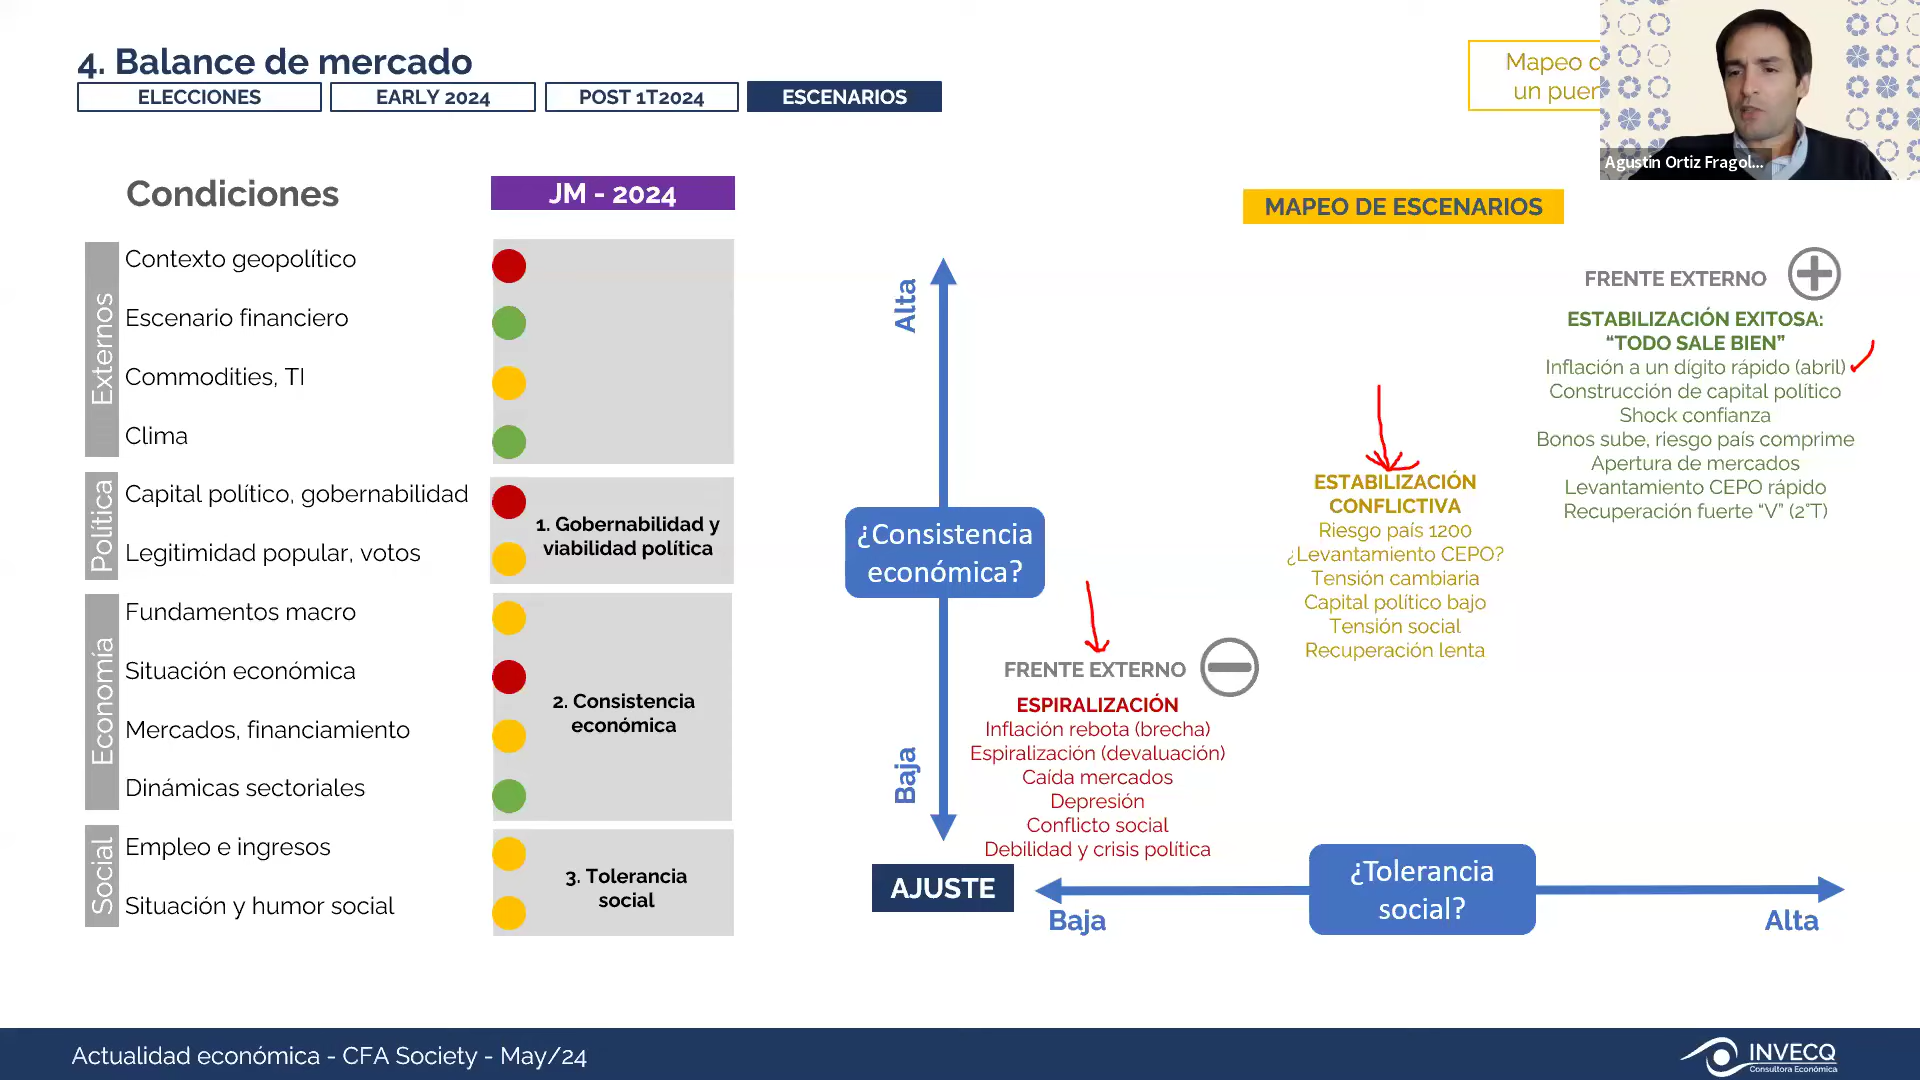 4. Balance de mercado
ELECCIONES
EARLY 2024
POST 1T2024
ESCENARIOS
Mapeo
un
Agustin Ortiz Fragol...
Condiciones
JM - 2024
Externos
Contexto geopolítico
Escenario financiero
Commodities, TI
Clima
Política
Capital político, gobernabilidad
Legitimidad popular, votos
1. Gobernabilidad y
viabilidad política
Economía
Fundamentos macro
Situación económica
Mercados, financiamiento
Dinámicas sectoriales
2. Consistencia
económica
Social
Empleo e ingresos
Situación y humor social
3. Tolerancia
social
MAPEO DE ESCENARIOS
Alta
¿Consistencia
económica?
Baja
FRENTE EXTERNO
ESTABILIZACIÓN EXITOSA:
“TODO SALE BIEN”
Inflación a un dígito rápido (abril)
Construcción de capital político
Shock confianza
Bonos sube, riesgo país comprime
Apertura de mercados
Levantamiento CEPO rápido
Recuperación fuerte “V” (2°T)
ESTABILIZACIÓN
CONFLICTIVA
Riesgo país 1200
¿Levantamiento CEPO?
Tensión cambiaria
Capital político bajo
Tensión social
Recuperación lenta
FRENTE EXTERNO
ESPIRALIZACIÓN
Inflación rebota (brecha)
Espiralización (devaluación)
Caída mercados
Depresión
Conflicto social
Debilidad y crisis política
AJUSTE
Baja
¿Tolerancia
social?
Alta
Actualidad económica - CFA Society - May/24
INVECQ
Consultora Económica